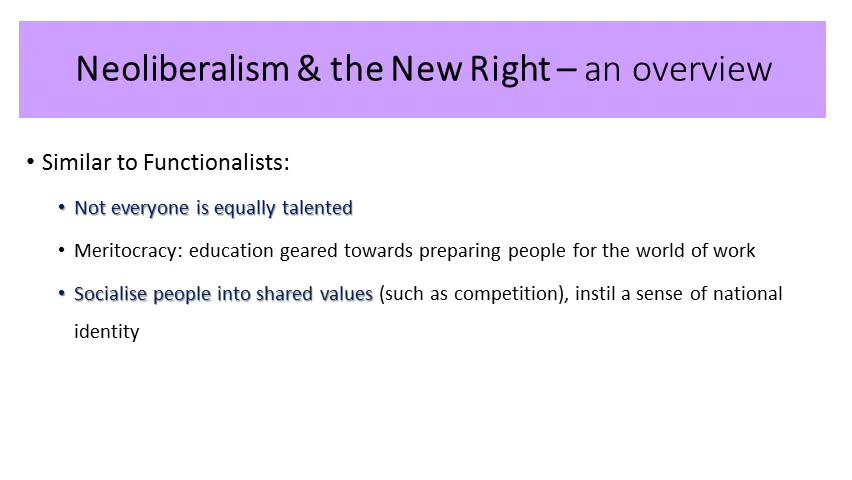 Neoliberalism & the New Right – an overview
• Similar to Functionalists:
• Not everyone is equally talented
• Meritocracy: education geared towards preparing people for the world of work
• Socialise people into shared values (such as competition), instil a sense of national
identity